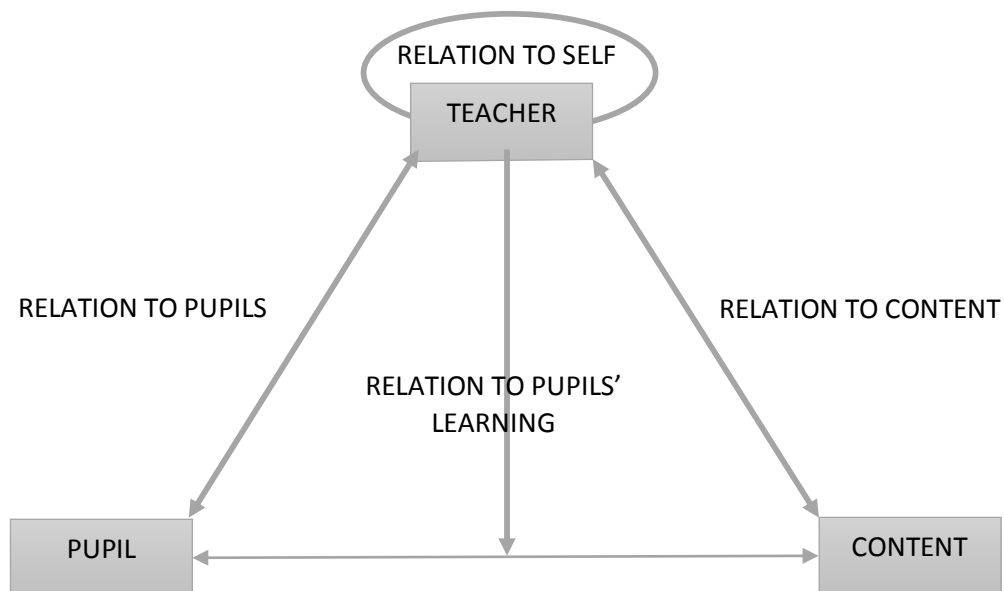 RELATION TO SELF
TEACHER
RELATION TO PUPILS
RELATION TO CONTENT
RELATION TO PUPILS’
LEARNING
PUPIL
CONTENT